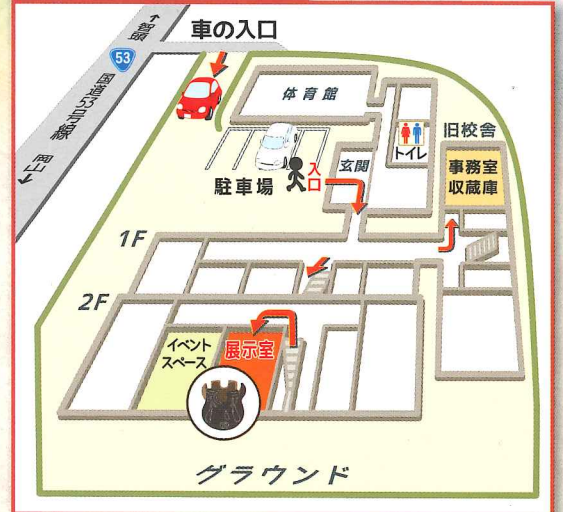 ↑智頭
53
国道53号線
岡山↓
車の入口
体育館
トイレ
旧校舎
事務室
収蔵庫
駐車場
入口
玄関
1F
2F
イベント
スペース
展示室
グラウンド